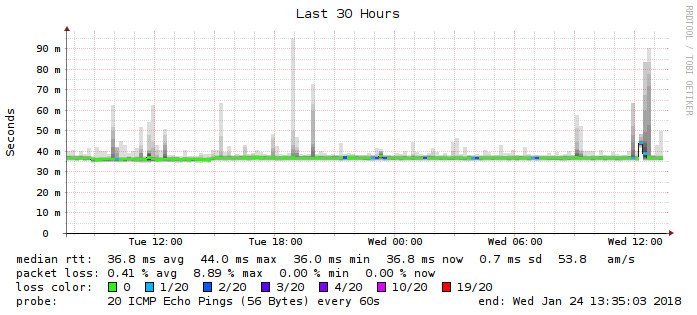 Last 30 Hours
RRDTOOL / TOBI OETIKER
Seconds
90 m
80 m
70 m
60 m
50 m
40 m
30 m
20 m
10 m
0
Tue 12:00 Tue 18:00 Wed 00:00 Wed 06:00 Wed 12:00
median rtt: 36.8 ms avg 44.0 ms max 36.0 ms min 36.8 ms now 0.7 ms sd 53.8 am/s
packet loss: 0.41 % avg 8.89 % max 0.00 % min 0.00 % now
loss color: 0 1/20 2/20 3/20 4/20 10/20 19/20
probe: 20 ICMP Echo Pings (56 Bytes) every 60s end: Wed Jan 24 13:35:03 2018